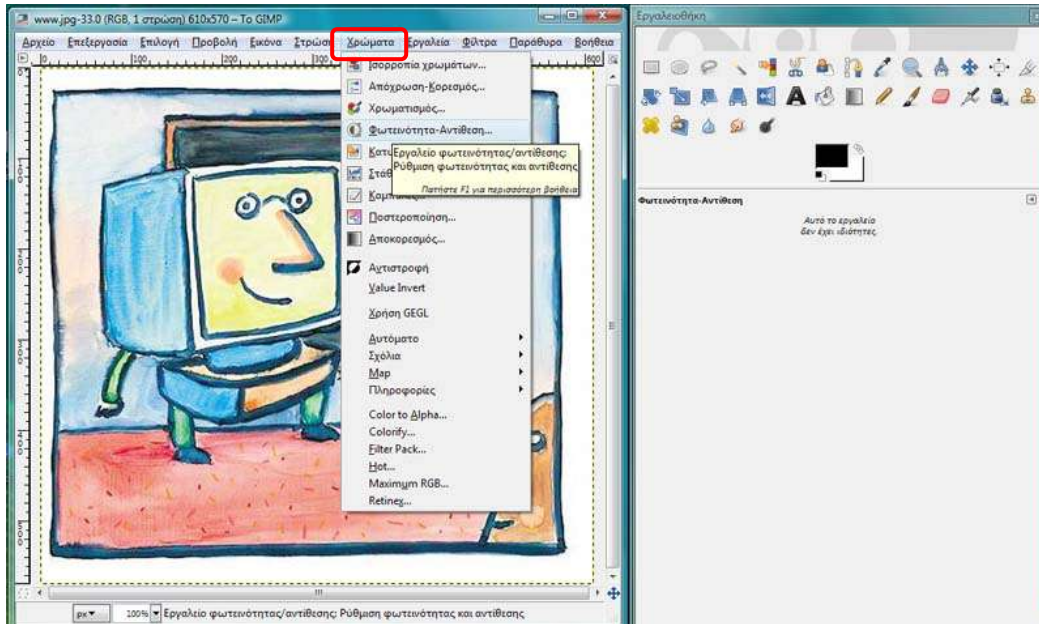 www.jpg-33.0 (RGB, 1 στρώση) 610x570 – Το GIMP
Αρχείο Επεξεργασία Επιλογή Προβολή Εικόνα Στρώση Χρώματα Εργαλεία Φίλτρα Παράθυρα Βοήθεια
Ισορροπία χρωμάτων...
Απόχρωση-Κορεσμός...
Χρωματισμός...
Φωτεινότητα-Αντίθεση...
Εργαλείο φωτεινότητας/αντίθεσης:
Ρύθμιση φωτεινότητας και αντίθεσης
Πατήστε F1 για περισσότερη βοήθεια
Ποστεροποίηση...
Αποκορεσμός...
Αντιστροφή
Value Invert
Χρήση GEGL
Αυτόματο
Σχόλια
Map
Πληροφορίες
Color to Alpha...
Colorify...
Filter Pack...
Hot...
Maximum RGB...
Retinex...
px 100% Εργαλείο φωτεινότητας/αντίθεσης: Ρύθμιση φωτεινότητας και αντίθεσης
Εργαλειοθήκη
Φωτεινότητα-Αντίθεση
Αυτό το εργαλείο
δεν έχει ιδιότητες.